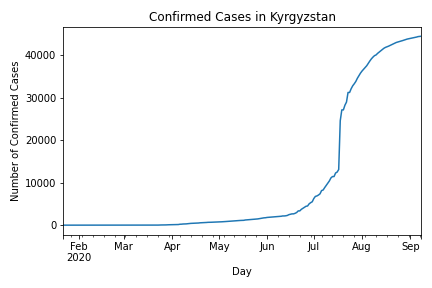 Confirmed Cases in Kyrgyzstan
Number of Confirmed Cases
40000
30000
20000
10000
0
Feb Mar Apr May Jun Jul Aug Sep
2020
Day